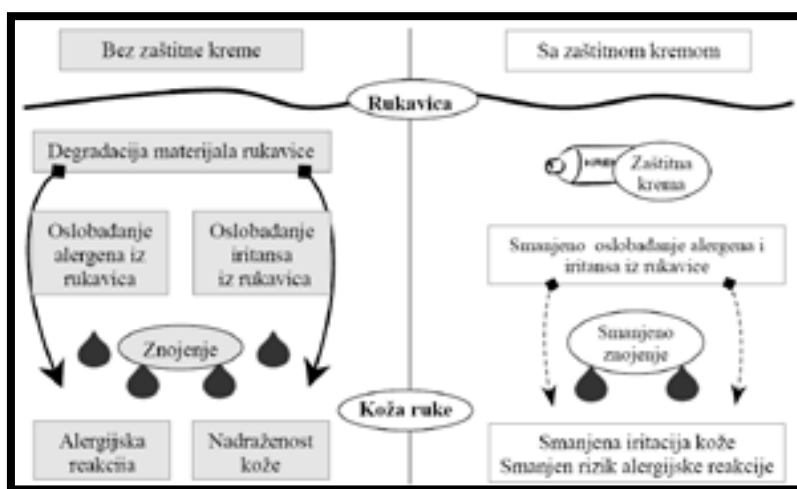 Bez zaštitne kreme
Sa zaštitnom kremom
Rukavica
Degradacija materijala rukavice
Zaštitna
krema
Oslobađanje
alergena iz
rukavica
Oslobađanje
iritansa
iz rukavica
Smanjeno oslobađanje alergena i
iritansa iz rukavice
Znojenje
Smanjeno
znojenje
Koža ruke
Alergijska
reakcija
Nadraženost
kože
Smanjena iritacija kože
Smanjen rizik alergijske reakcije